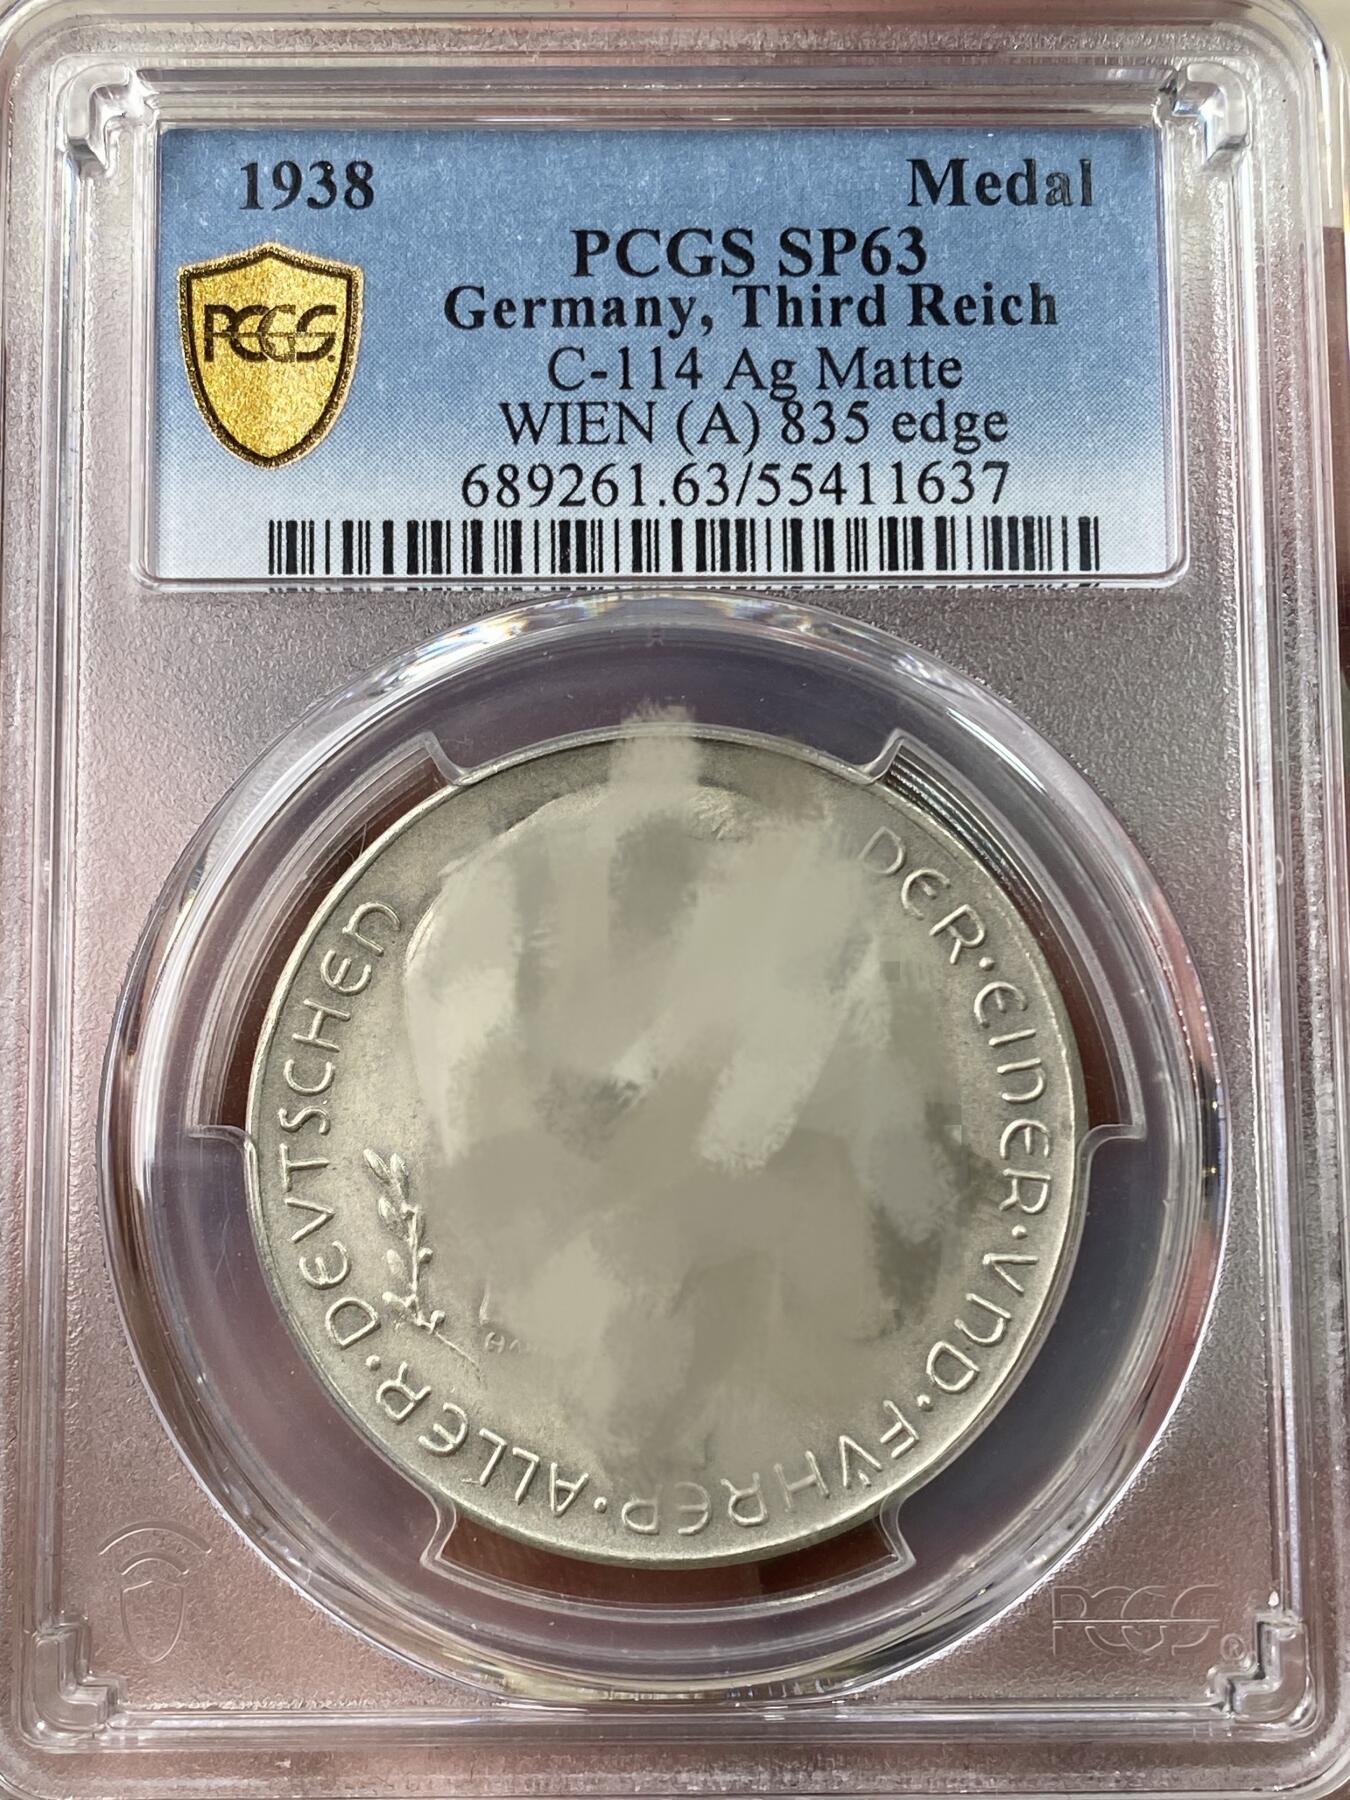 1938 Medal
PCGS SP63
PCGS
Germany, Third Reich
C-114 Ag Matte
WIEN (A) 835 edge
689261.63/55411637
DER·EINER·VND·FVHRER·ALLER·DEVTSCHEN
PCGS